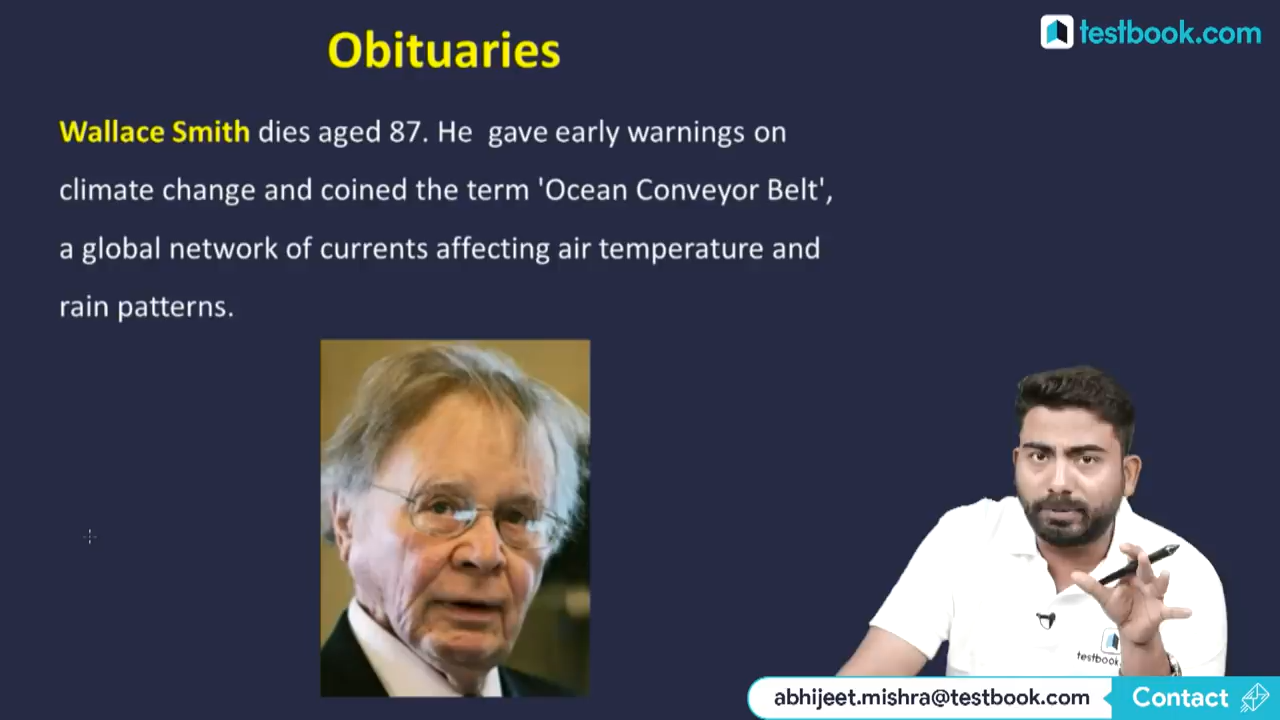 Obituaries
testbook.com
Wallace Smith dies aged 87. He gave early warnings on
climate change and coined the term 'Ocean Conveyor Belt',
a global network of currents affecting air temperature and
rain patterns.
testbook
abhijeet.mishra@testbook.com
Contact